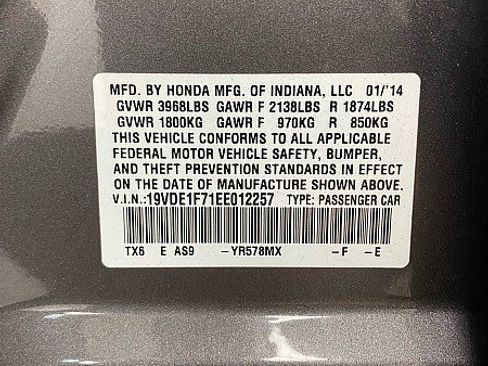 MFD. BY HONDA MFG. OF INDIANA, LLC 01/'14
GVWR 3968LBS GAWR F 2138LBS R 1874LBS
GVWR 1800KG GAWR F 970KG R 850KG
THIS VEHICLE CONFORMS TO ALL APPLICABLE
FEDERAL MOTOR VEHICLE SAFETY, BUMPER,
AND THEFT PREVENTION STANDARDS IN EFFECT
ON THE DATE OF MANUFACTURE SHOWN ABOVE.
V.I.N.:19VDE1F71EE012257 TYPE: PASSENGER CAR
TX6 E AS9 -YR578MX -F -E